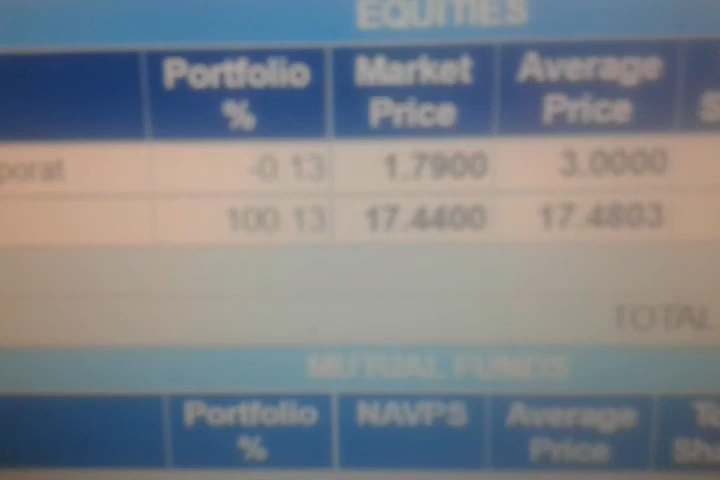 EQUITIES
Portfolio % Market Price Average Price
porat -0.13 1.7900 3.0000
100.13 17.4400 17.4803
TOTAL
MUTUAL FUNDS
Portfolio % NAVPS Average Price